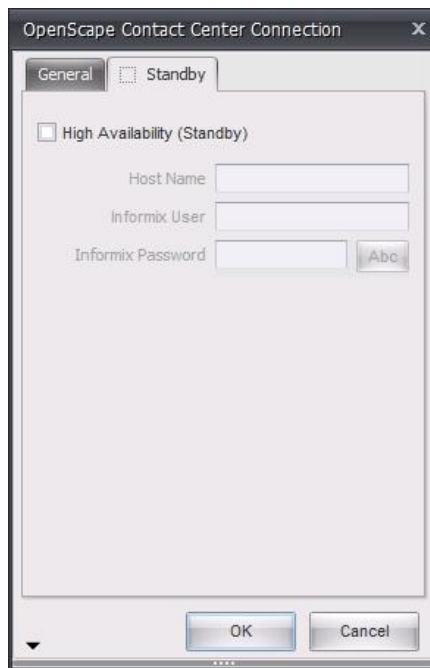 OpenScape Contact Center Connection x
General Standby
High Availability (Standby)
Host Name
Informix User
Informix Password Abc
OK Cancel